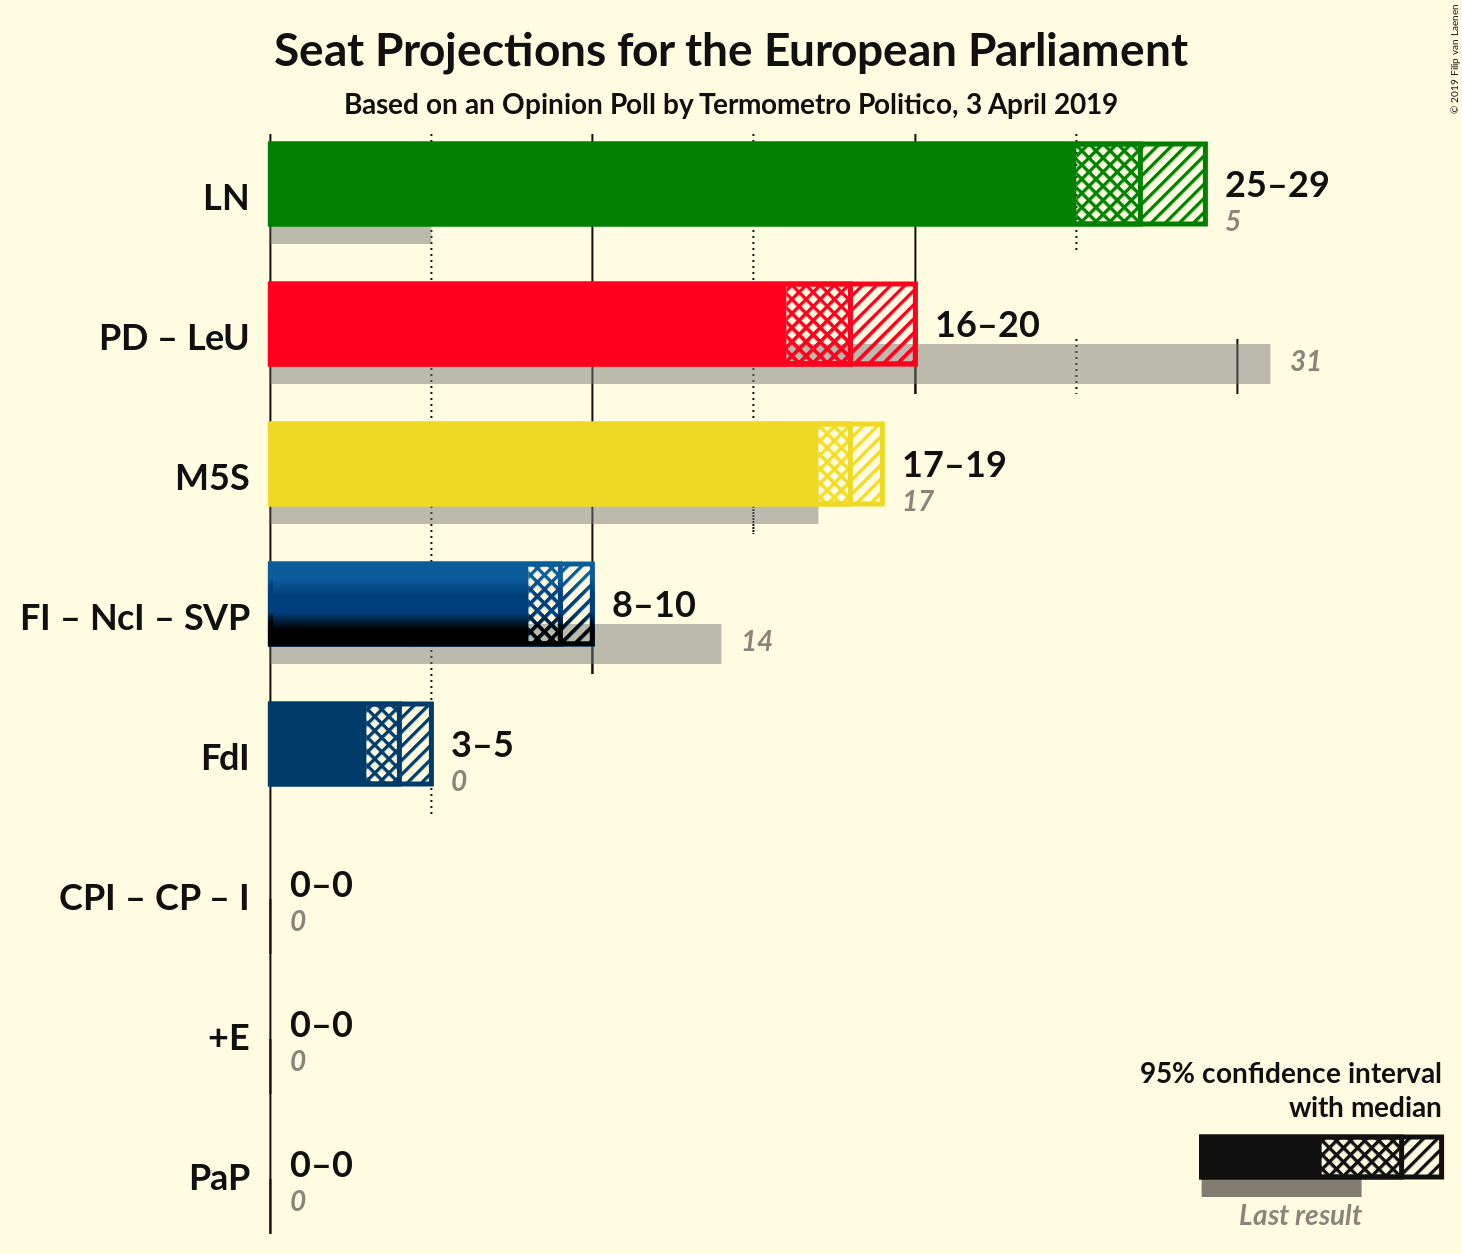 Seat Projections for the European Parliament
Based on an Opinion Poll by Termometro Politico, 3 April 2019
© 2019 Filip van Laenen
LN
25–29
5
PD – LeU
16–20
31
M5S
17–19
17
FI – NcI – SVP
8–10
14
FdI
3–5
0
CPI – CP – I
0–0
0
+E
0–0
0
PaP
0–0
0
95% confidence interval
with median
Last result